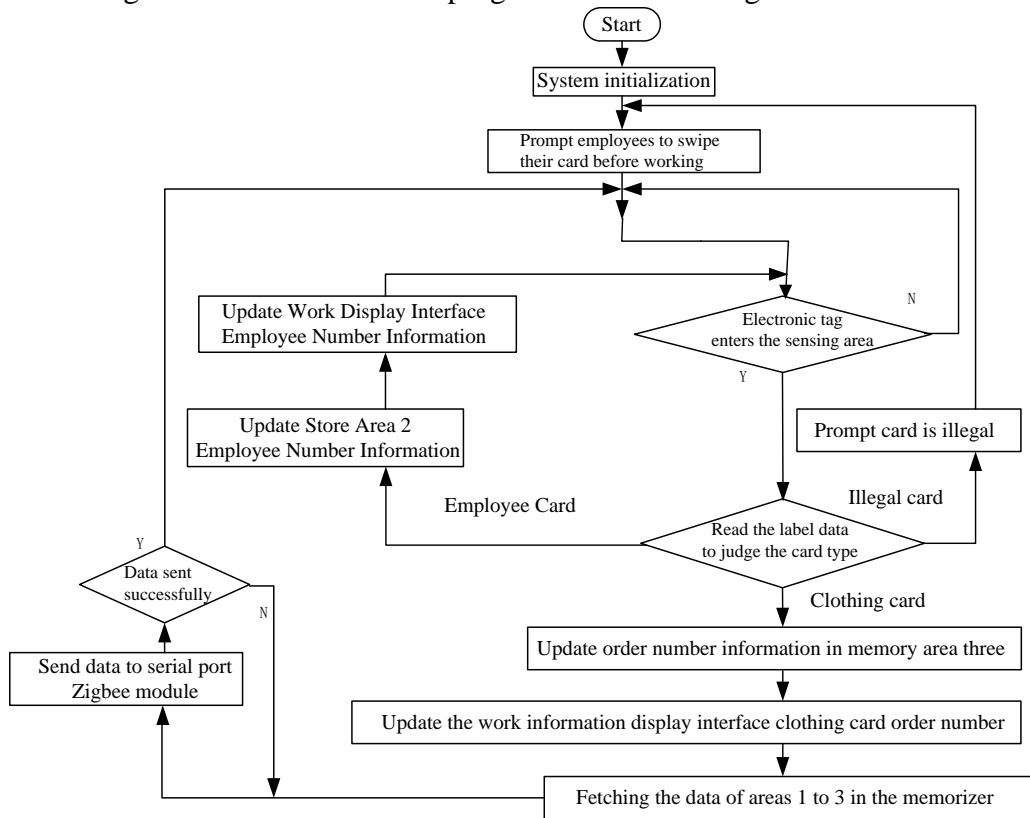 Start
System initialization
Prompt employees to swipe
their card before working
Update Work Display Interface
Employee Number Information
N
Electronic tag
enters the sensing area
Y
Update Store Area 2
Employee Number Information
Prompt card is illegal
Employee Card
Illegal card
Read the label data
to judge the card type
Y
Data sent
successfully
N
Clothing card
Update order number information in memory area three
Send data to serial port
Zigbee module
Update the work information display interface clothing card order number
Fetching the data of areas 1 to 3 in the memorizer